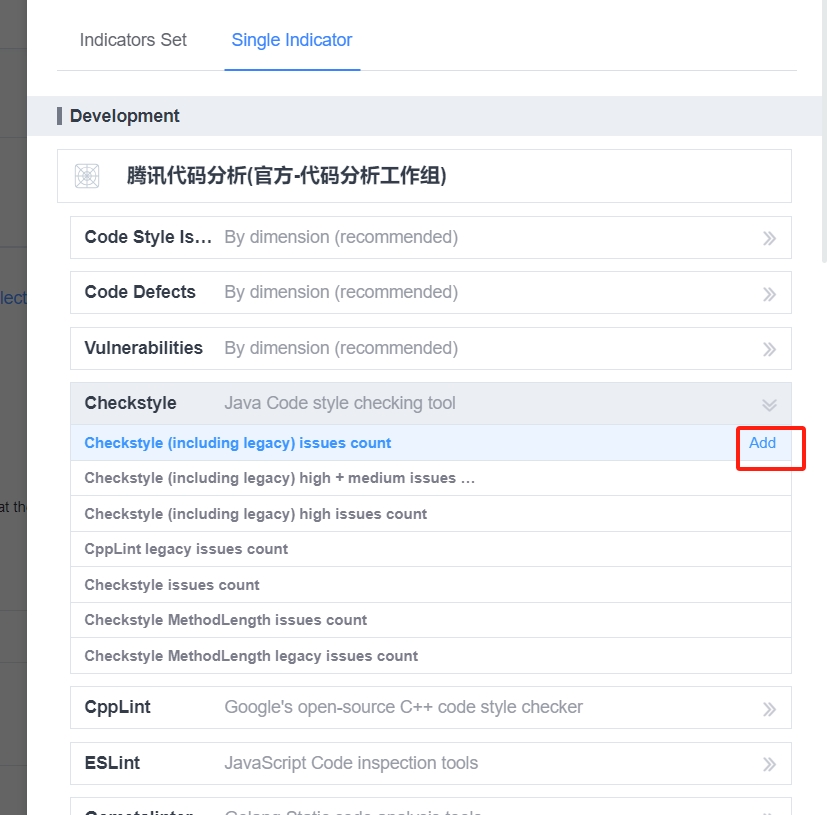 Indicators Set Single Indicator
Development
腾讯代码分析(官方-代码分析工作组)
Code Style Is... By dimension (recommended)
Code Defects By dimension (recommended)
lect
Vulnerabilities By dimension (recommended)
Checkstyle Java Code style checking tool
Checkstyle (including legacy) issues count Add
Checkstyle (including legacy) high + medium issues ...
at the
Checkstyle (including legacy) high issues count
CppLint legacy issues count
Checkstyle issues count
Checkstyle MethodLength issues count
Checkstyle MethodLength legacy issues count
CppLint Google's open-source C++ code style checker
ESLint JavaScript Code inspection tools